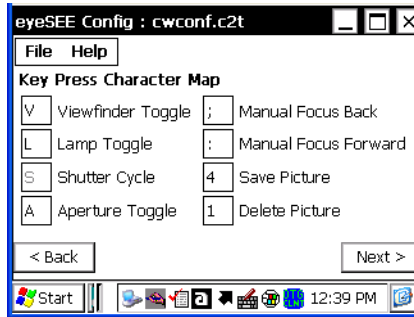 eyeSEE Config : cwconf.c2t
File Help
Key Press Character Map
V Viewfinder Toggle ; Manual Focus Back
L Lamp Toggle : Manual Focus Forward
S Shutter Cycle 4 Save Picture
A Aperture Toggle 1 Delete Picture
< Back Next >
Start 12:39 PM